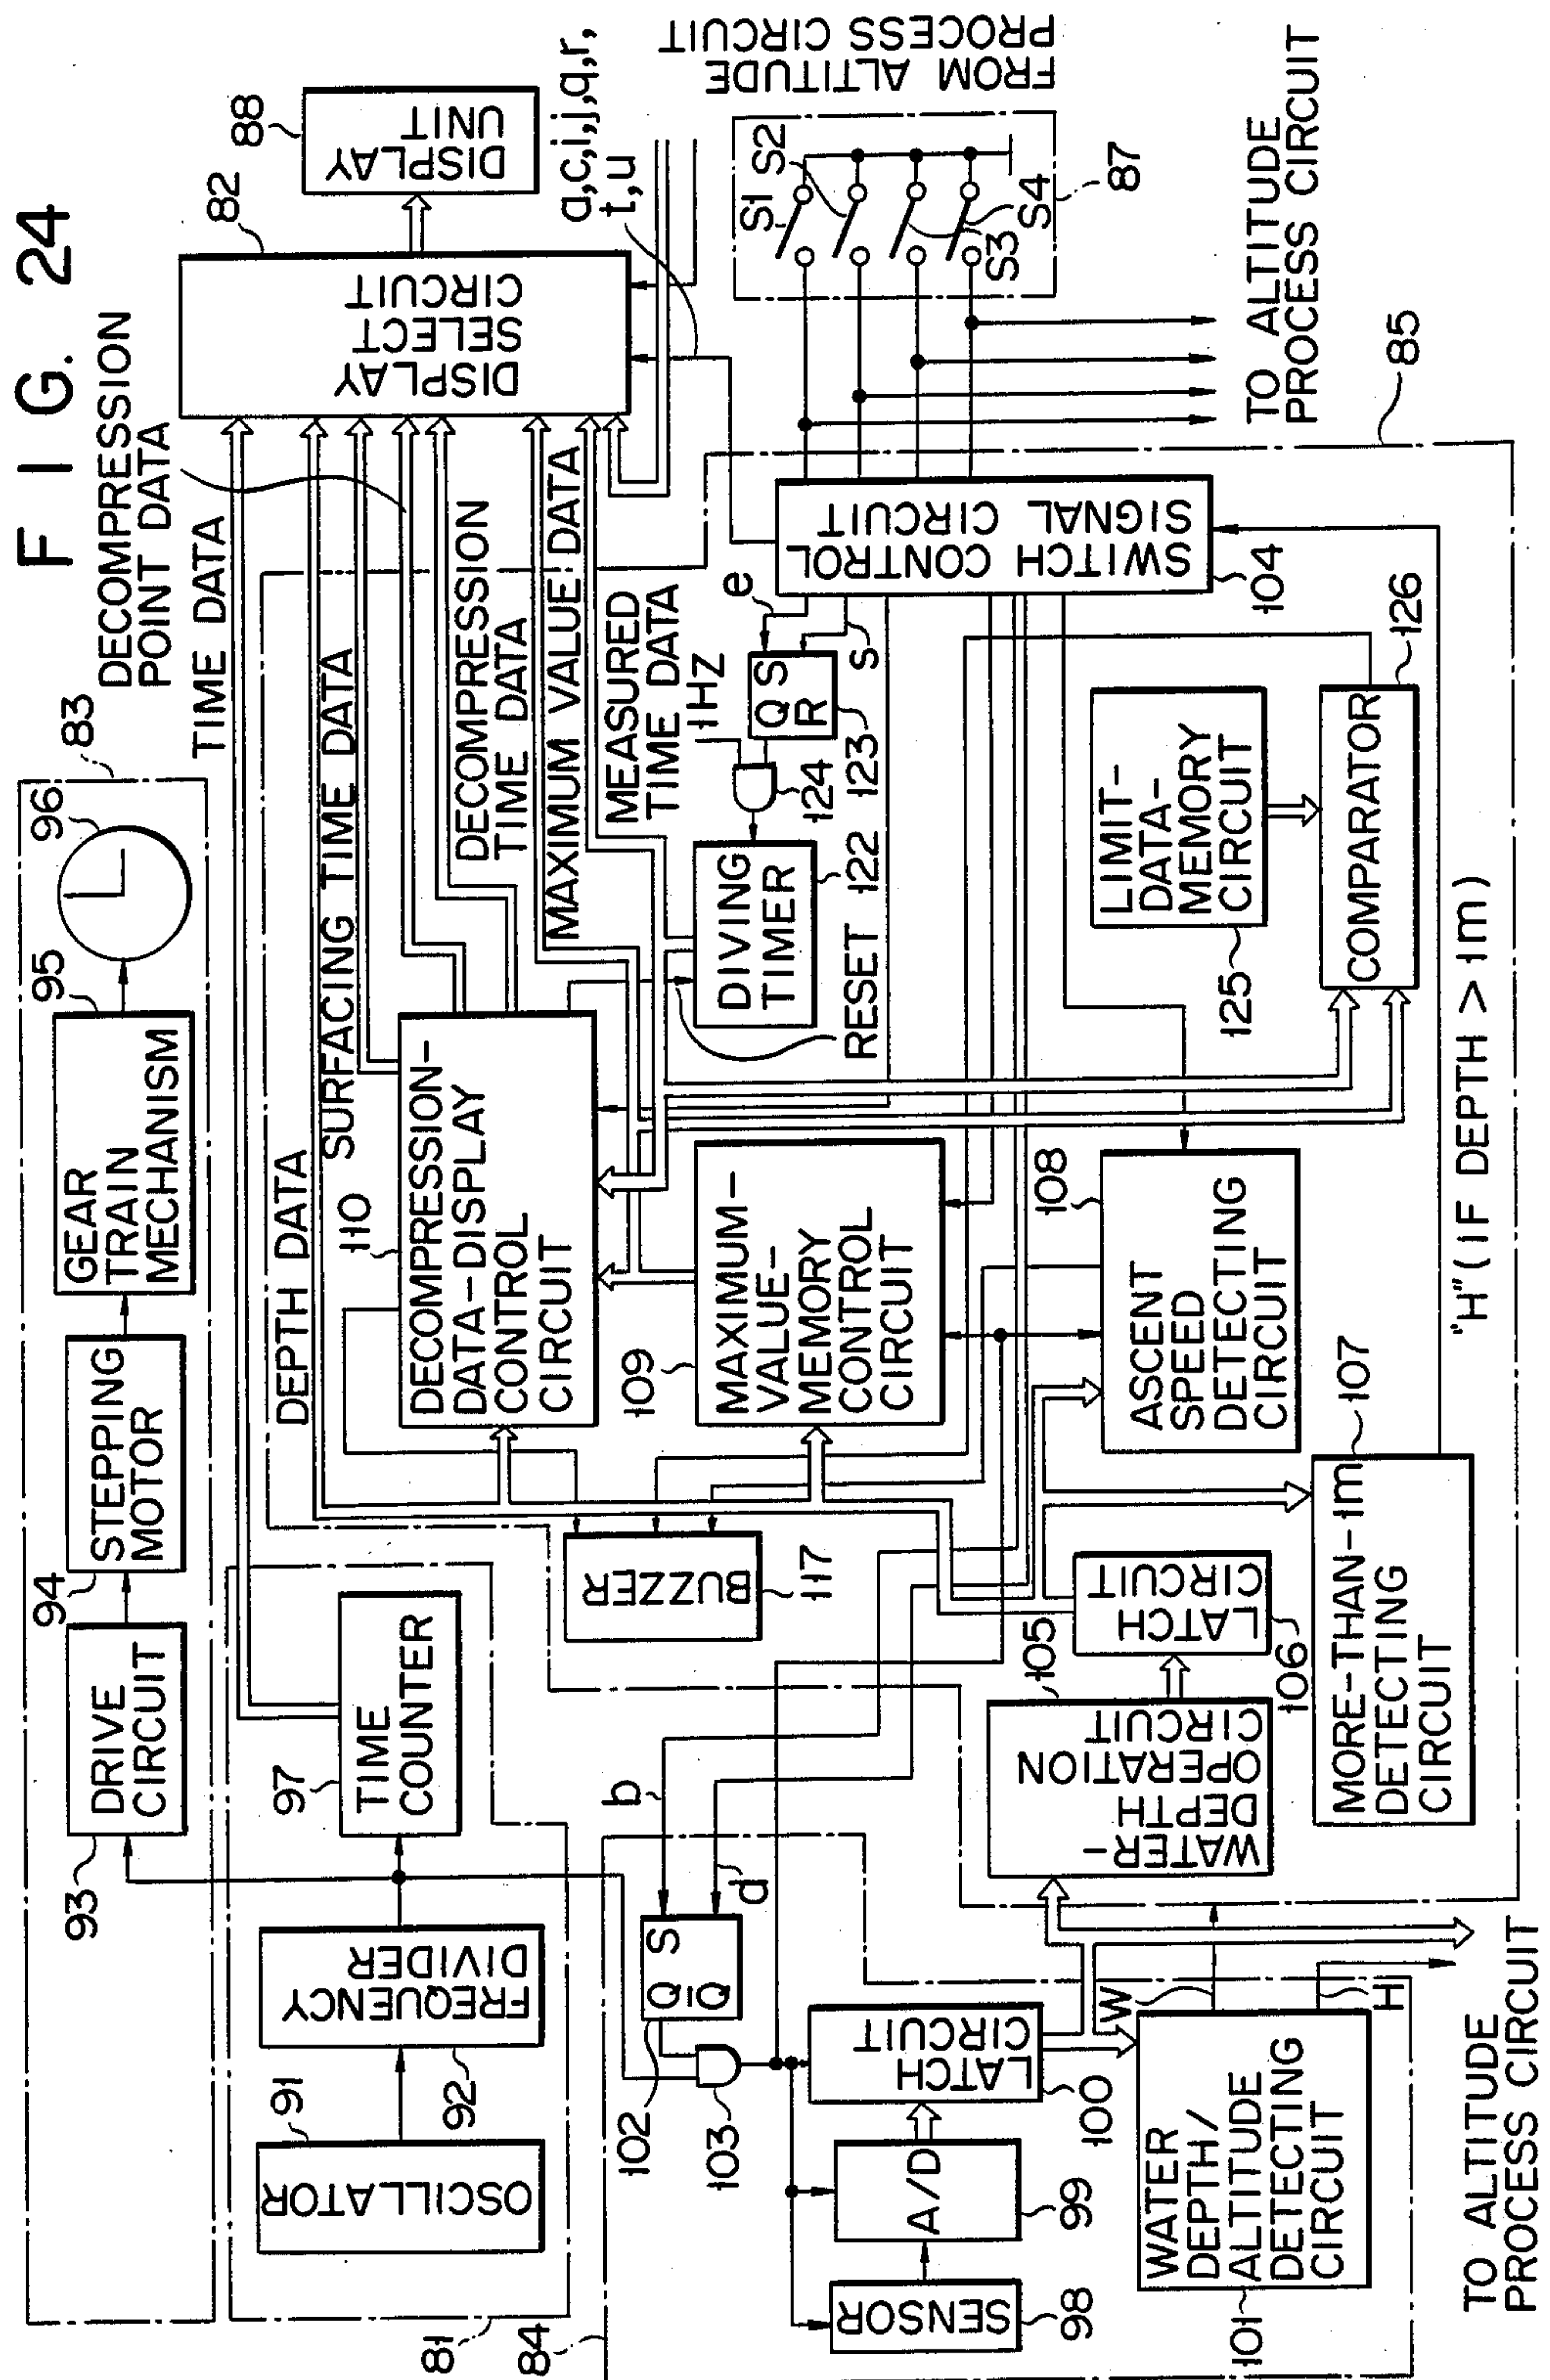 FIG. 24
83
93
DRIVE
CIRCUIT
94
STEPPING
MOTOR
GEAR
TRAIN
MECHANISM
95
96
DECOMPRESSION
POINT DATA
TIME DATA
82
DISPLAY
SELECT
CIRCUIT
88
DISPLAY
UNIT
a,c,i,j,q,r,
t,u
FROM ALTITUDE
PROCESS CIRCUIT
81
91
OSCILLATOR
92
FREQUENCY
DIVIDER
97
TIME
COUNTER
DEPTH DATA
SURFACING TIME DATA
DECOMPRESSION
TIME DATA
MAXIMUM VALUE DATA
MEASURED
TIME DATA
1HZ
110
DECOMPRESSION-
DATA-DISPLAY
CONTROL
CIRCUIT
BUZZER
117
109
MAXIMUM-
VALUE-
MEMORY
CONTROL
CIRCUIT
DIVING
TIMER
122
RESET
124
Q S
R
123
e
s
SWITCH CONTROL
SIGNAL CIRCUIT
104
S1
S2
S3
S4
87
TO ALTITUDE
PROCESS CIRCUIT
85
84
b
d
Q S
Q
102
103
SENSOR
98
A/D
99
LATCH
CIRCUIT
100
WATER
DEPTH/
ALTITUDE
DETECTING
CIRCUIT
101
W
H
TO ALTITUDE
PROCESS CIRCUIT
WATER-
DEPTH
OPERATION
CIRCUIT
105
LATCH
CIRCUIT
106
MORE-THAN-1m
DETECTING
CIRCUIT
107
108
ASCENT
SPEED
DETECTING
CIRCUIT
LIMIT-
DATA-
MEMORY
CIRCUIT
125
COMPARATOR
126
"H" (IF DEPTH > 1m)